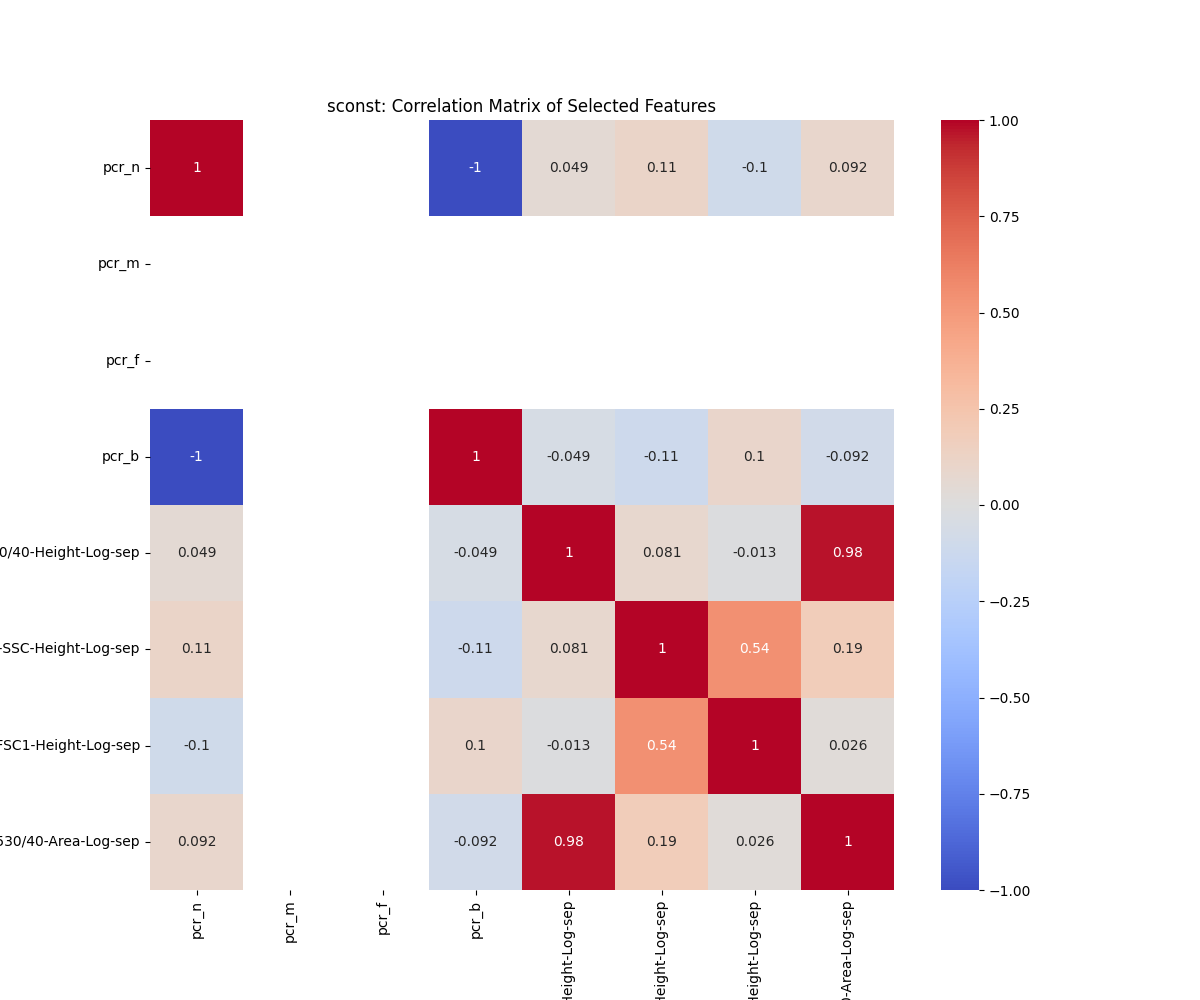 sconst: Correlation Matrix of Selected Features
pcr_n 1 -1 0.049 0.11 -0.1 0.092
pcr_m
pcr_f
pcr_b -1 1 -0.049 -0.11 0.1 -0.092
0/40-Height-Log-sep 0.049 -0.049 1 0.081 -0.013 0.98
-SSC-Height-Log-sep 0.11 -0.11 0.081 1 0.54 0.19
FSC1-Height-Log-sep -0.1 0.1 -0.013 0.54 1 0.026
530/40-Area-Log-sep 0.092 -0.092 0.98 0.19 0.026 1
pcr_n
pcr_m
pcr_f
pcr_b
Height-Log-sep
Height-Log-sep
Height-Log-sep
-Area-Log-sep
1.00
0.75
0.50
0.25
0.00
−0.25
−0.50
−0.75
−1.00